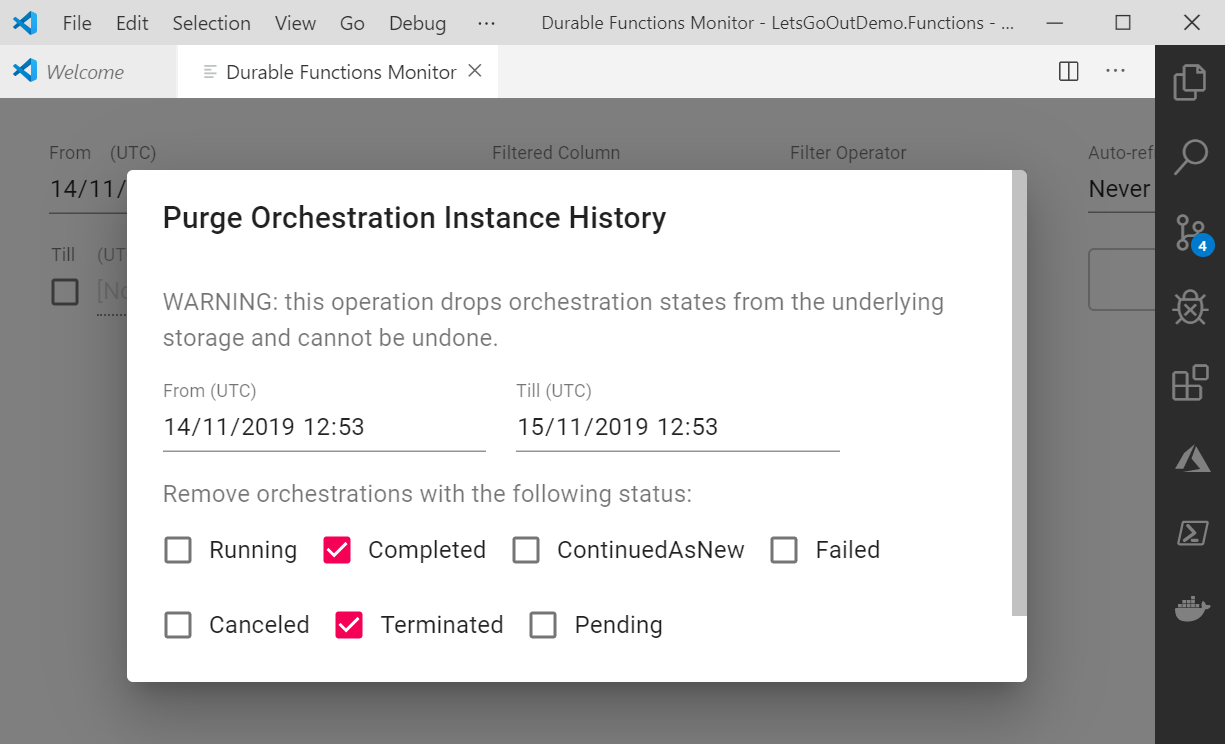 File Edit Selection View Go Debug ··· Durable Functions Monitor - LetsGoOutDemo.Functions - ...
Welcome Durable Functions Monitor
From (UTC) Filtered Column Filter Operator Auto-ref
14/11/ Never
Till (UT
[No
Purge Orchestration Instance History
WARNING: this operation drops orchestration states from the underlying
storage and cannot be undone.
From (UTC) Till (UTC)
14/11/2019 12:53 15/11/2019 12:53
Remove orchestrations with the following status:
Running Completed ContinuedAsNew Failed
Canceled Terminated Pending
4